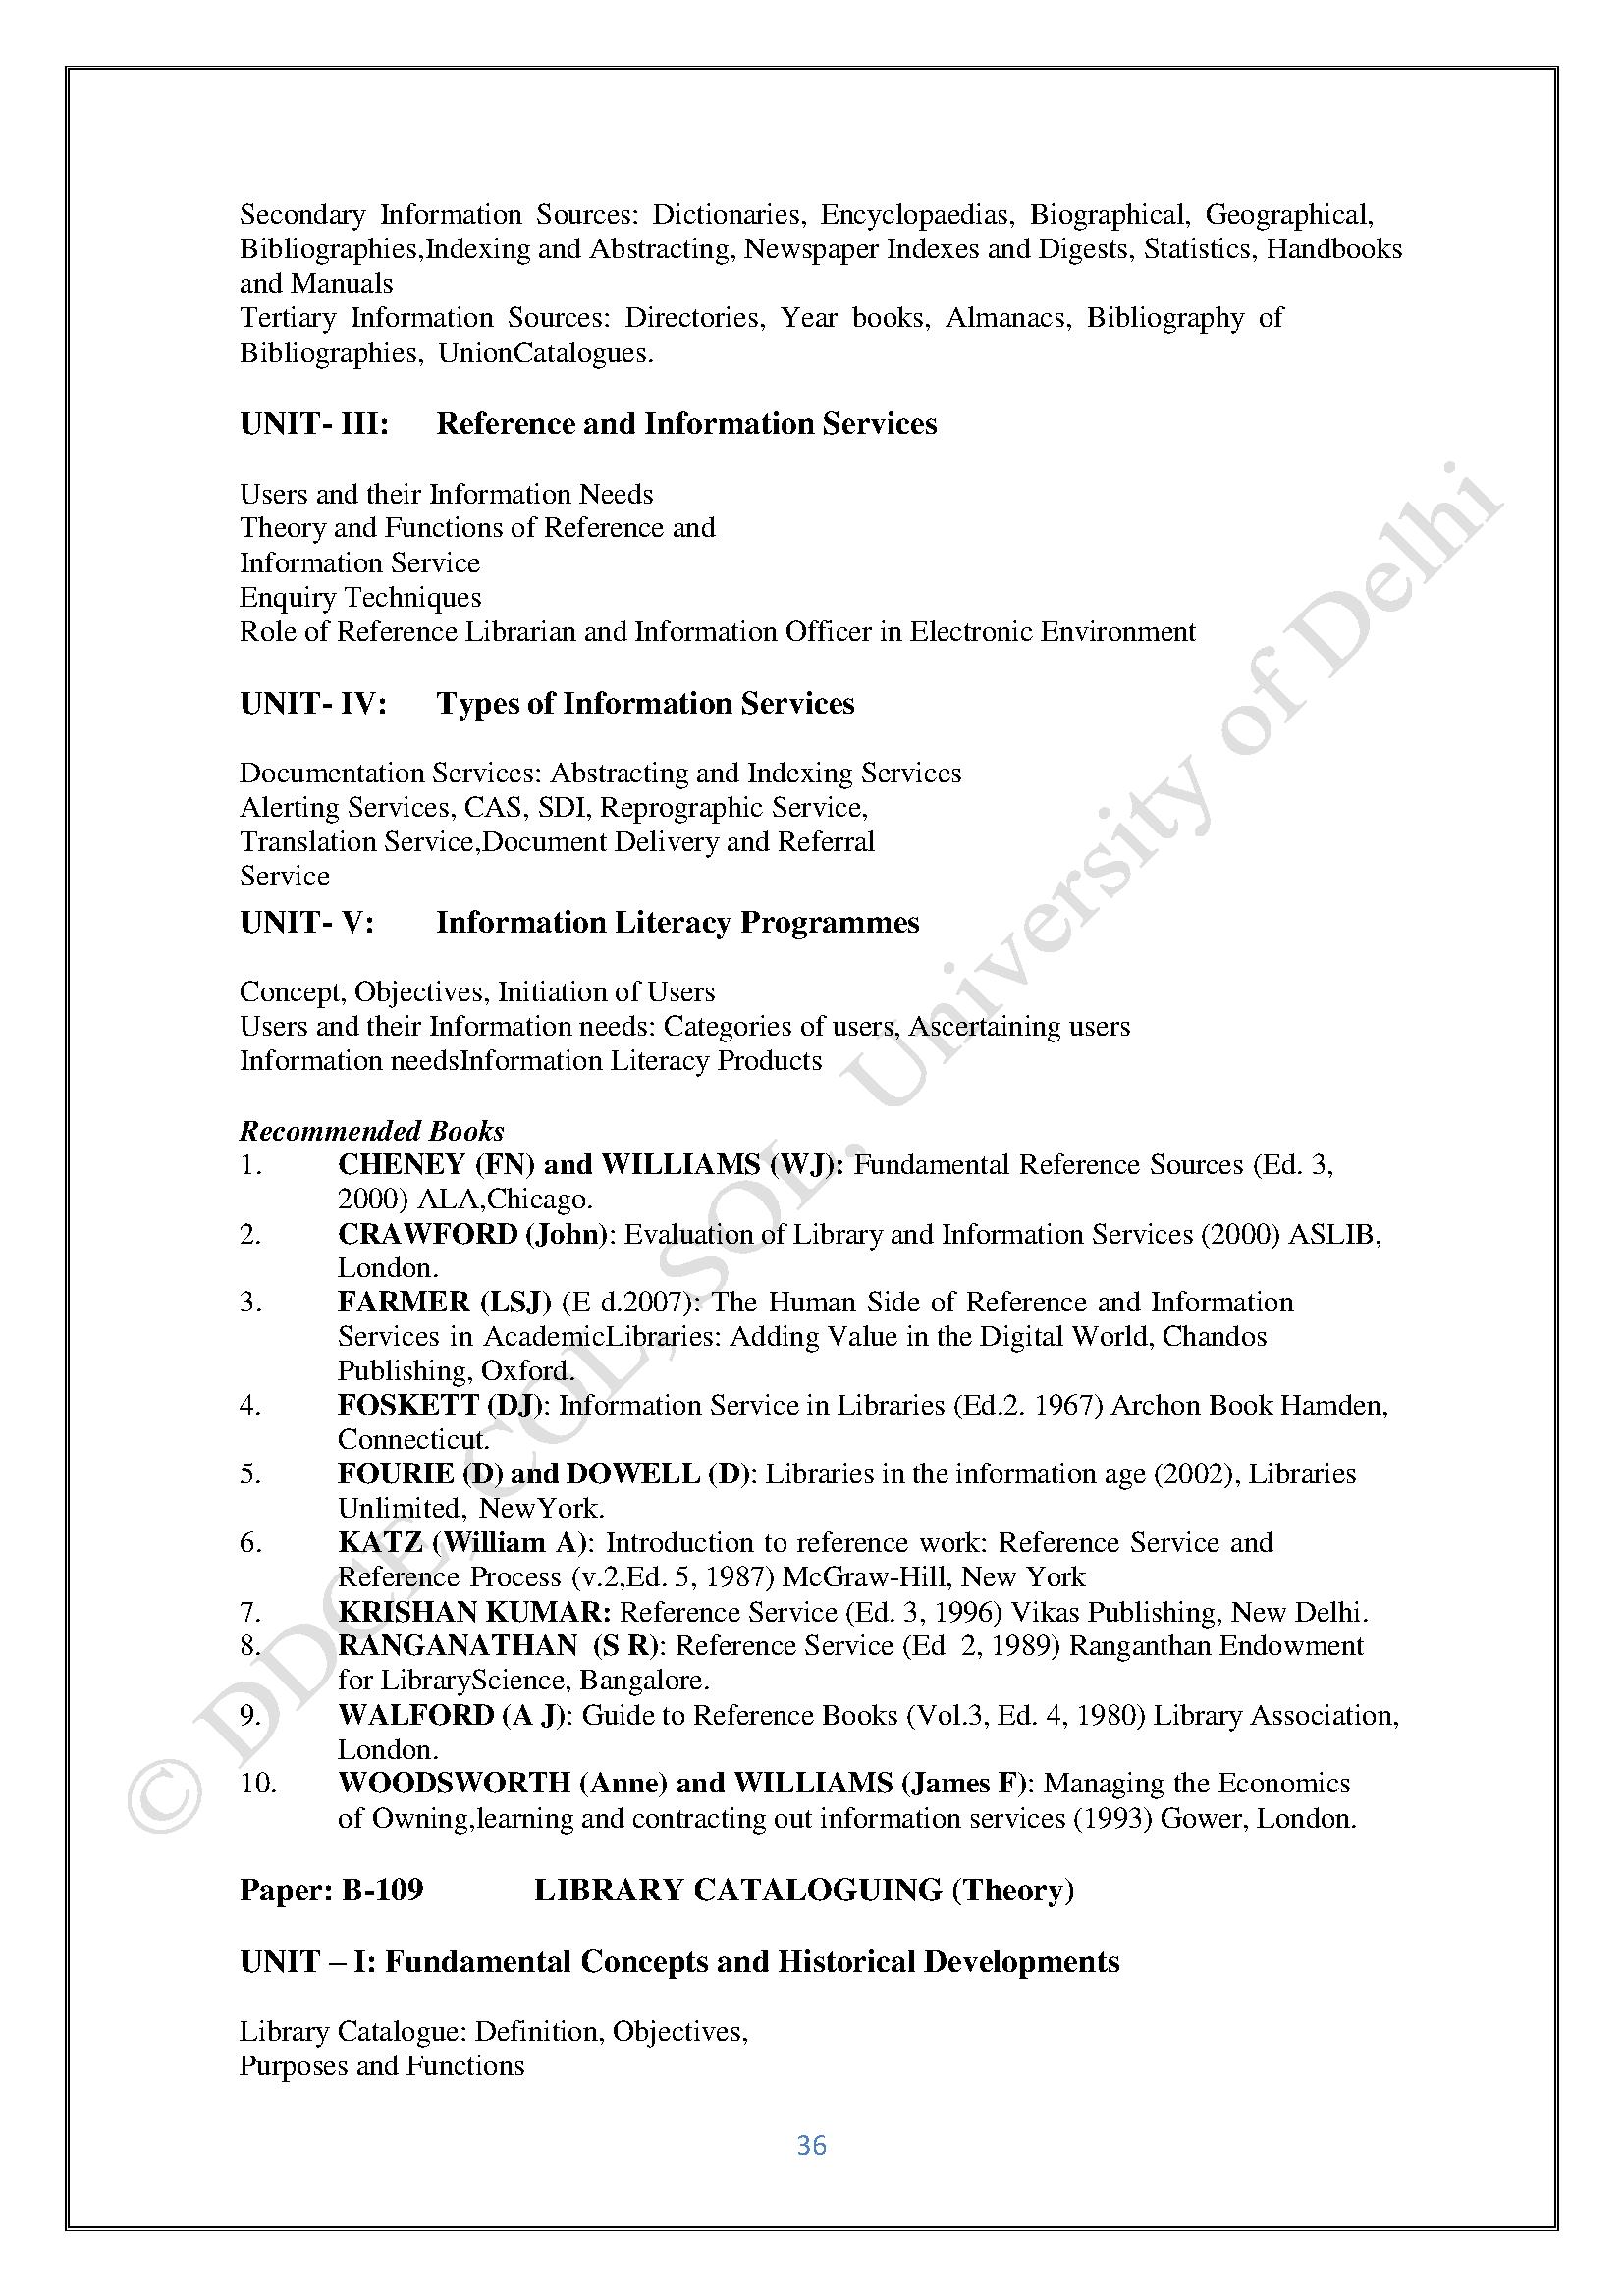 Secondary Information Sources: Dictionaries, Encyclopaedias, Biographical, Geographical,
Bibliographies,Indexing and Abstracting, Newspaper Indexes and Digests, Statistics, Handbooks
and Manuals
Tertiary Information Sources: Directories, Year books, Almanacs, Bibliography of
Bibliographies, UnionCatalogues.
UNIT- III: Reference and Information Services
Users and their Information Needs
Theory and Functions of Reference and
Information Service
Enquiry Techniques
Role of Reference Librarian and Information Officer in Electronic Environment
UNIT- IV: Types of Information Services
Documentation Services: Abstracting and Indexing Services
Alerting Services, CAS, SDI, Reprographic Service,
Translation Service,Document Delivery and Referral
Service
UNIT- V: Information Literacy Programmes
Concept, Objectives, Initiation of Users
Users and their Information needs: Categories of users, Ascertaining users
Information needsInformation Literacy Products
Recommended Books
1. CHENEY (FN) and WILLIAMS (WJ): Fundamental Reference Sources (Ed. 3,
2000) ALA,Chicago.
2. CRAWFORD (John): Evaluation of Library and Information Services (2000) ASLIB,
London.
3. FARMER (LSJ) (E d.2007): The Human Side of Reference and Information
Services in AcademicLibraries: Adding Value in the Digital World, Chandos
Publishing, Oxford.
4. FOSKETT (DJ): Information Service in Libraries (Ed.2. 1967) Archon Book Hamden,
Connecticut.
5. FOURIE (D) and DOWELL (D): Libraries in the information age (2002), Libraries
Unlimited, NewYork.
6. KATZ (William A): Introduction to reference work: Reference Service and
Reference Process (v.2,Ed. 5, 1987) McGraw-Hill, New York
7. KRISHAN KUMAR: Reference Service (Ed. 3, 1996) Vikas Publishing, New Delhi.
8. RANGANATHAN (S R): Reference Service (Ed 2, 1989) Ranganthan Endowment
for LibraryScience, Bangalore.
9. WALFORD (A J): Guide to Reference Books (Vol.3, Ed. 4, 1980) Library Association,
London.
10. WOODSWORTH (Anne) and WILLIAMS (James F): Managing the Economics
of Owning,learning and contracting out information services (1993) Gower, London.
Paper: B-109 LIBRARY CATALOGUING (Theory)
UNIT – I: Fundamental Concepts and Historical Developments
Library Catalogue: Definition, Objectives,
Purposes and Functions
36
© DDCE, COL, SOL. University of Delhi